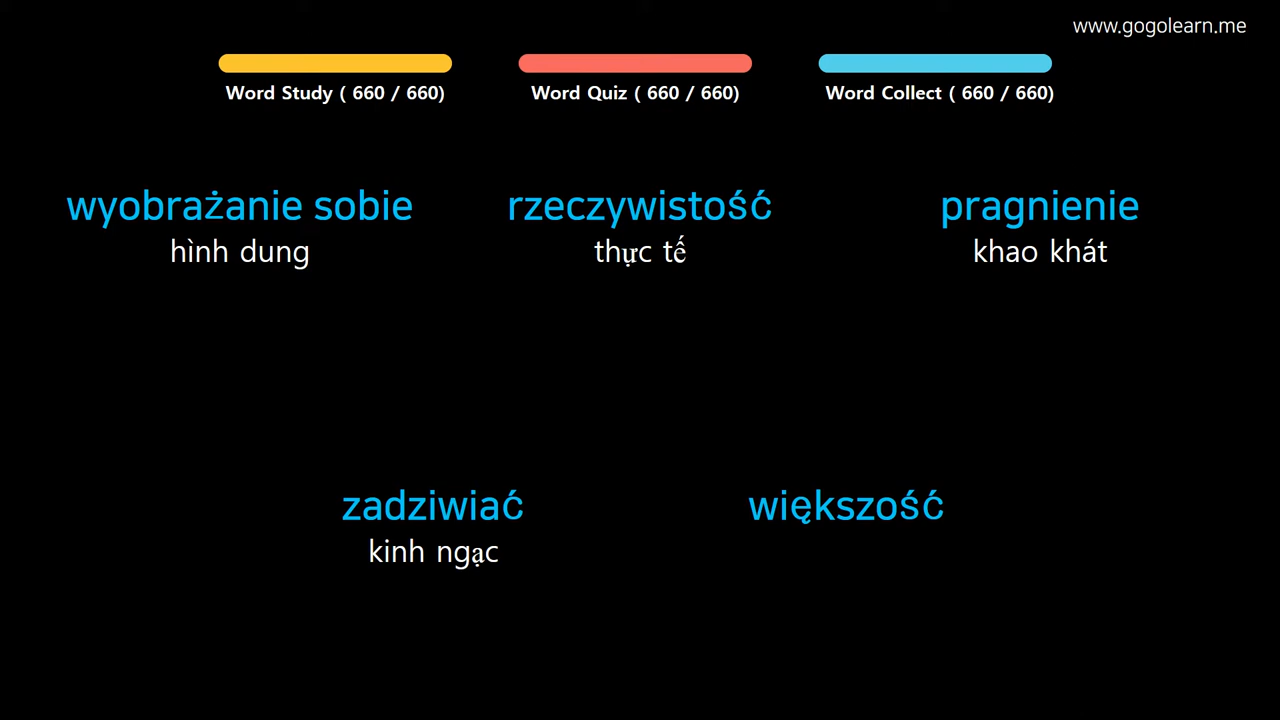 www.gogolearn.me
Word Study ( 660 / 660)
Word Quiz ( 660 / 660)
Word Collect ( 660 / 660)
wyobrażanie sobie
hình dung
rzeczywistość
thực tế
pragnienie
khao khát
zadziwiać
kinh ngạc
większość